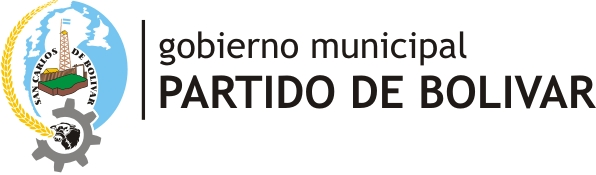 SAN CARLOS DE BOLIVAR
gobierno municipal
PARTIDO DE BOLIVAR